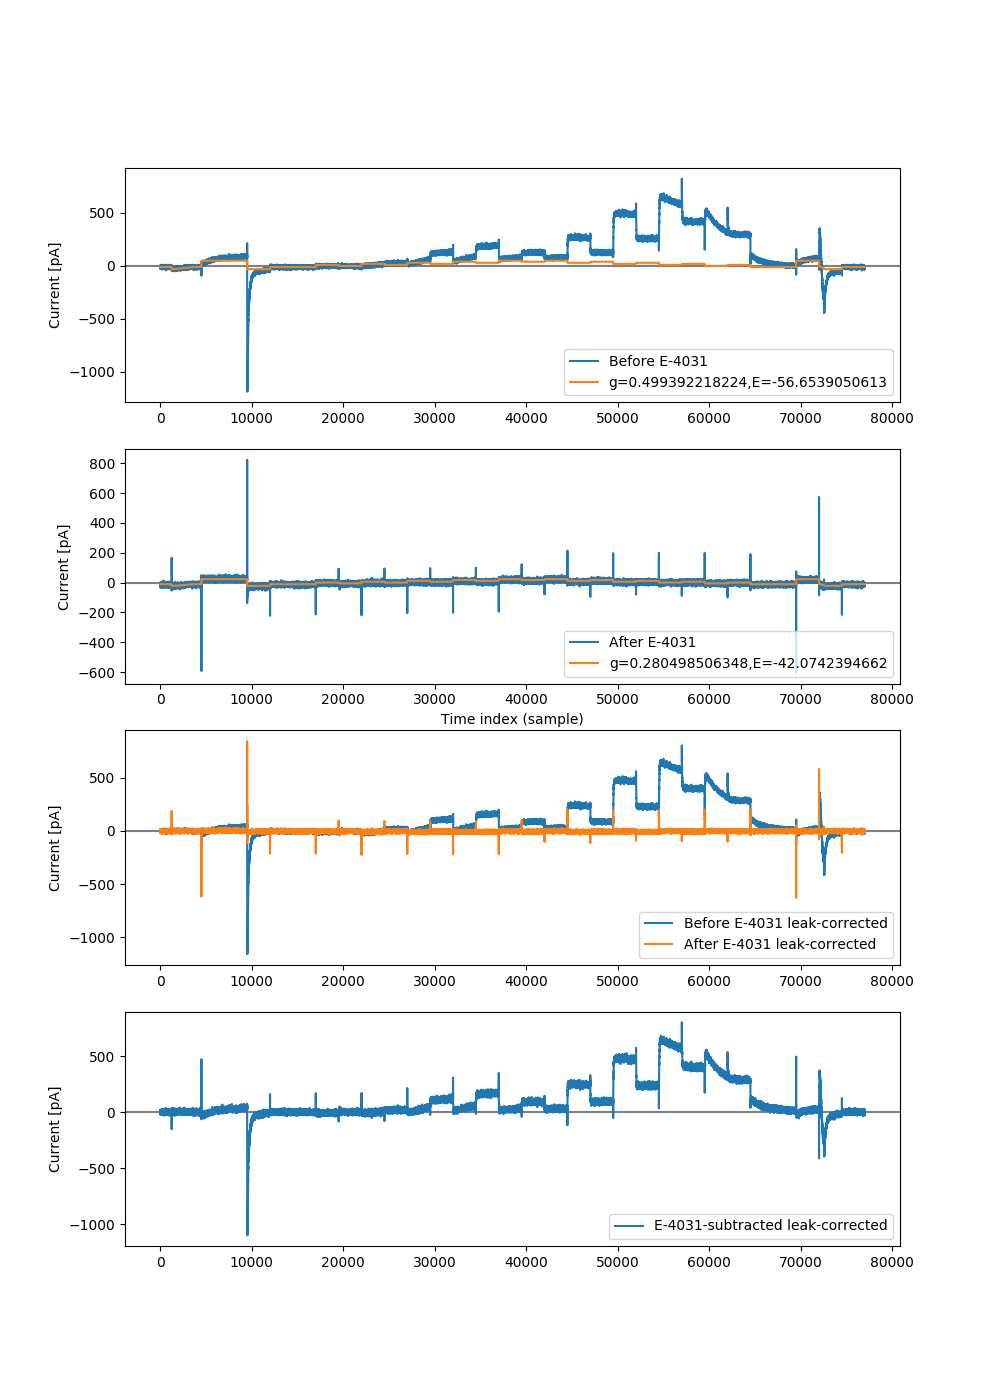 500
0
−500
−1000
Current [pA]
Before E-4031
g=0.499392218224,E=-56.6539050613
0 10000 20000 30000 40000 50000 60000 70000 80000
800
600
400
200
0
−200
−400
−600
Current [pA]
After E-4031
g=0.280498506348,E=-42.0742394662
0 10000 20000 30000 40000 50000 60000 70000 80000
Time index (sample)
500
0
−500
−1000
Current [pA]
Before E-4031 leak-corrected
After E-4031 leak-corrected
0 10000 20000 30000 40000 50000 60000 70000 80000
500
0
−500
−1000
Current [pA]
E-4031-subtracted leak-corrected
0 10000 20000 30000 40000 50000 60000 70000 80000